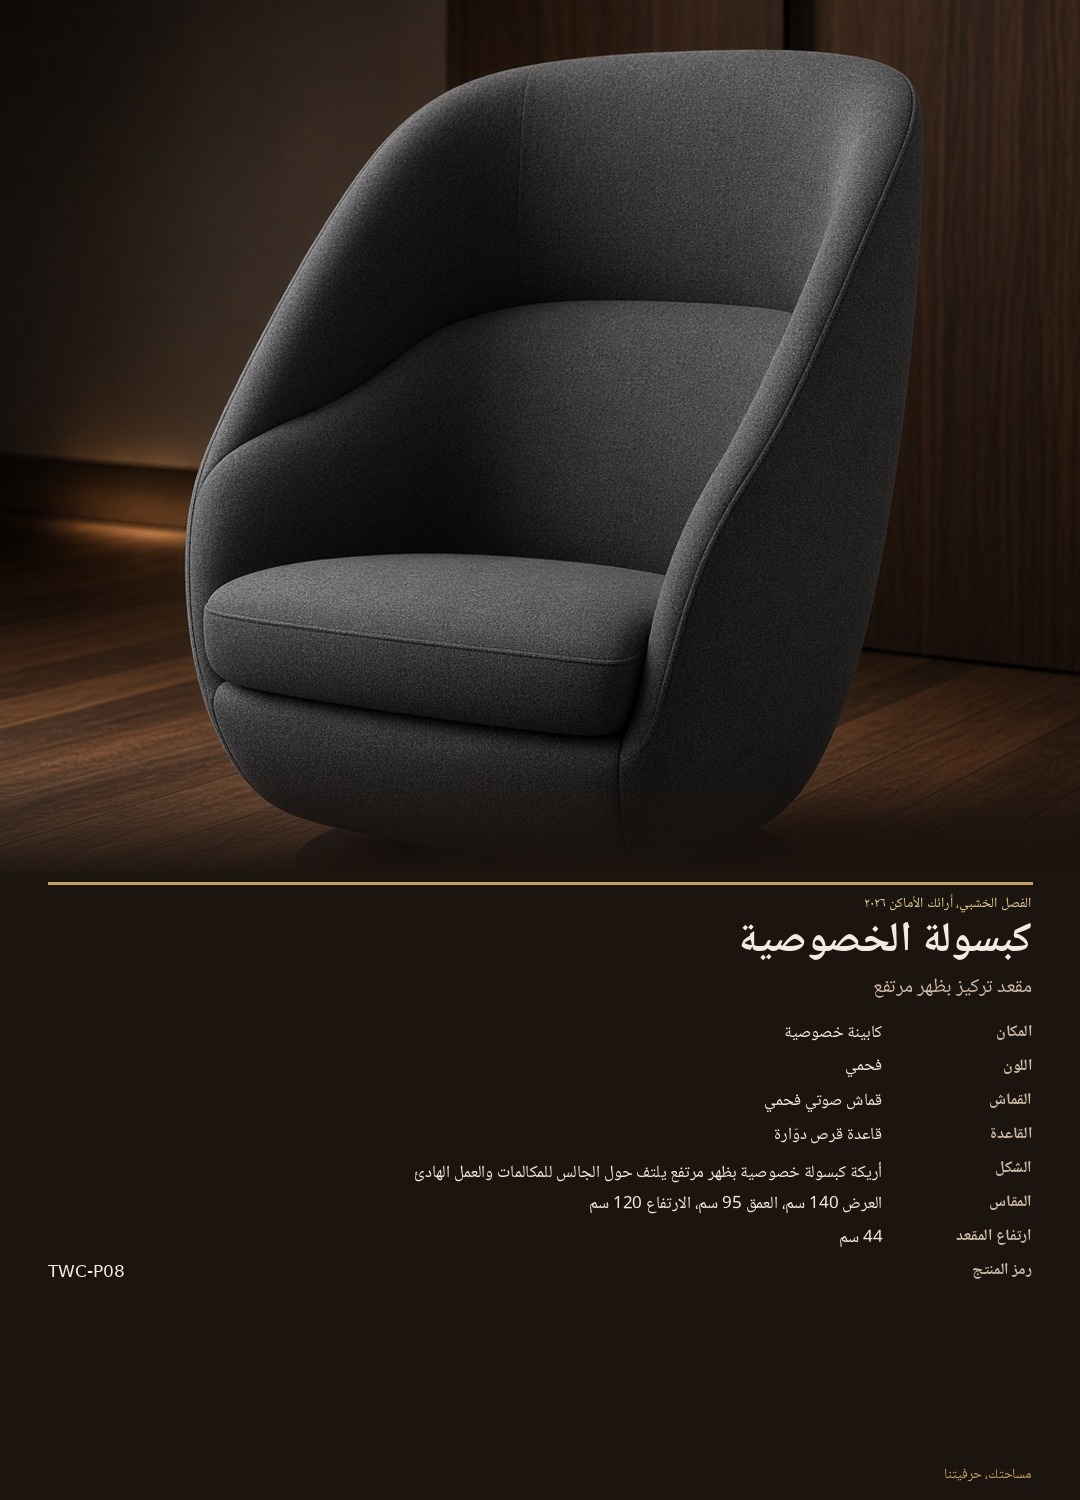 الفصل الخشبي، أرائك الأماكن ٢٠٢٦
كبسولة الخصوصية
مقعد تركيز بظهر مرتفع
المكان كابينة خصوصية
اللون فحمي
القماش قماش صوتي فحمي
القاعدة قاعدة قرص دوّارة
الشكل أريكة كبسولة خصوصية بظهر مرتفع يلتف حول الجالس للمكالمات والعمل الهادئ
المقاس العرض 140 سم، العمق 95 سم، الارتفاع 120 سم
ارتفاع المقعد 44 سم
رمز المنتج TWC-P08
مساحتك، حرفيتنا